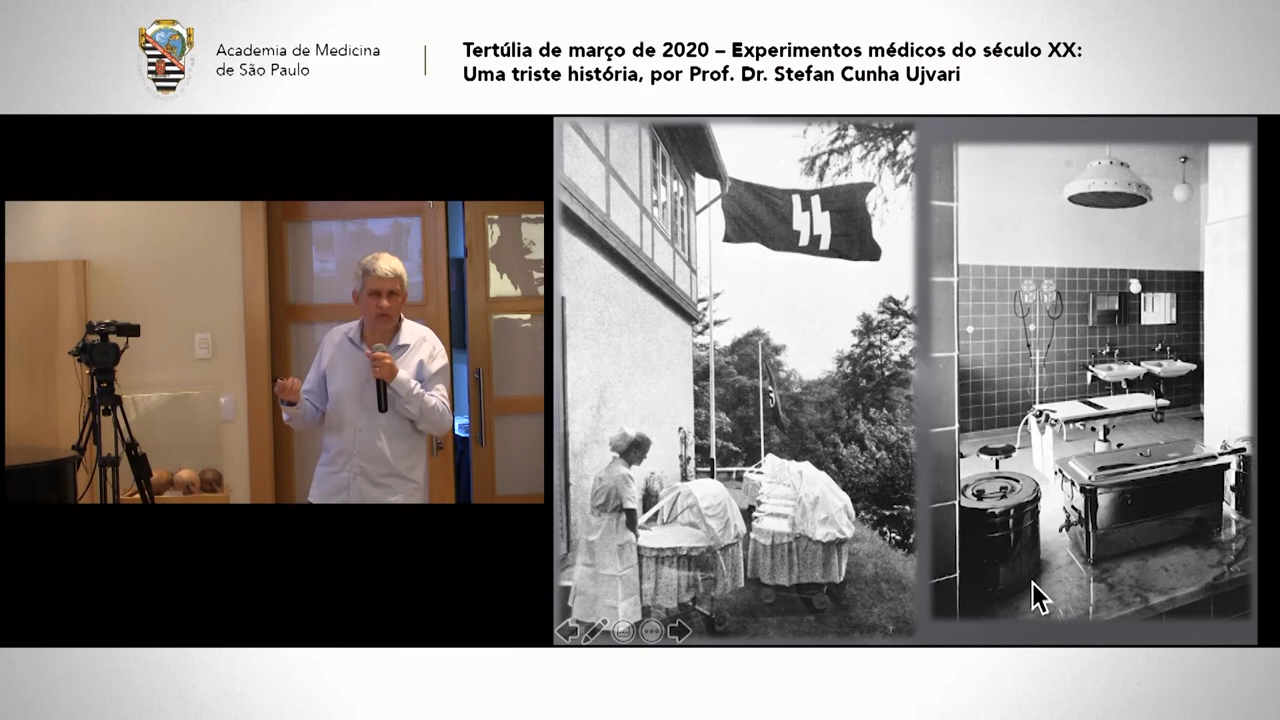 Academia de Medicina
de São Paulo
Tertúlia de março de 2020 – Experimentos médicos do século XX:
Uma triste história, por Prof. Dr. Stefan Cunha Ujvari